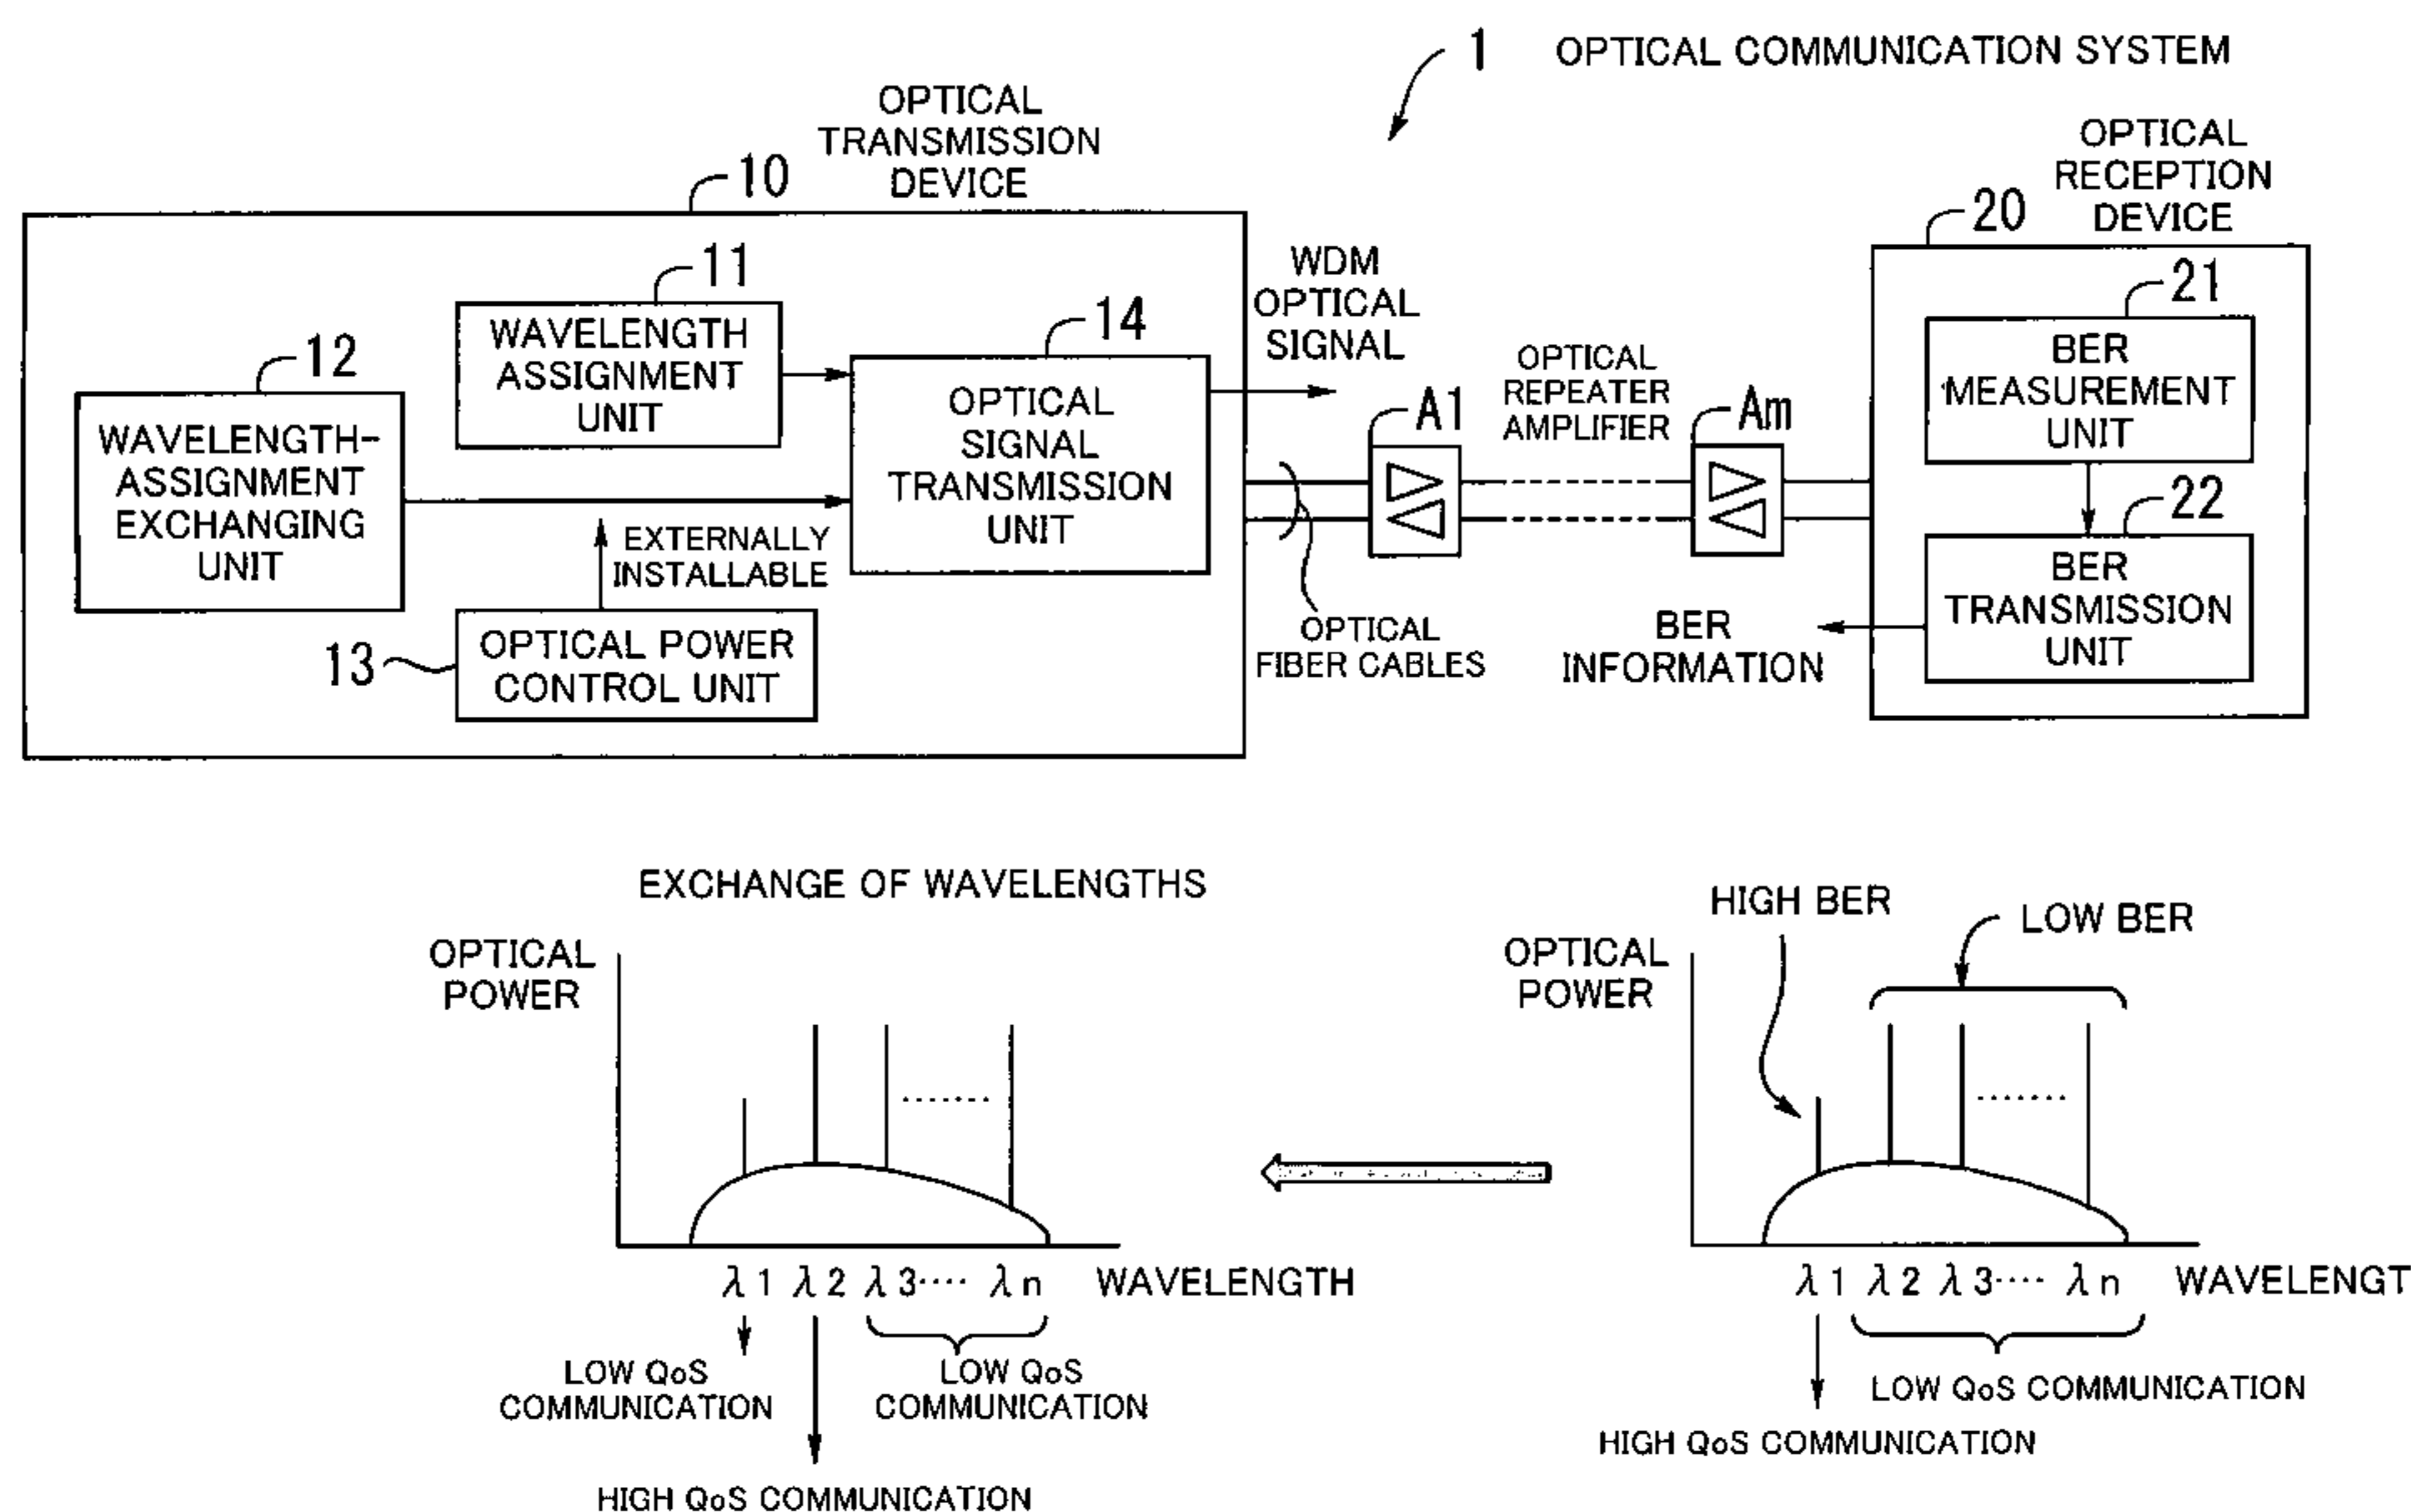 1 OPTICAL COMMUNICATION SYSTEM
OPTICAL
TRANSMISSION
DEVICE
10
OPTICAL
RECEPTION
DEVICE
20
11
WAVELENGTH
ASSIGNMENT
UNIT
12
WAVELENGTH-
ASSIGNMENT
EXCHANGING
UNIT
14
OPTICAL
SIGNAL
TRANSMISSION
UNIT
EXTERNALLY
INSTALLABLE
13
OPTICAL POWER
CONTROL UNIT
WDM
OPTICAL
SIGNAL
OPTICAL
REPEATER
AMPLIFIER
A1
Am
OPTICAL
FIBER CABLES
21
BER
MEASUREMENT
UNIT
22
BER
TRANSMISSION
UNIT
BER
INFORMATION
EXCHANGE OF WAVELENGTHS
OPTICAL
POWER
λ1 λ2 λ3···· λn WAVELENGTH
LOW QoS
COMMUNICATION
LOW QoS
COMMUNICATION
HIGH QoS COMMUNICATION
HIGH BER
LOW BER
OPTICAL
POWER
λ1 λ2 λ3···· λn WAVELENGT
LOW QoS COMMUNICATION
HIGH QoS COMMUNICATION